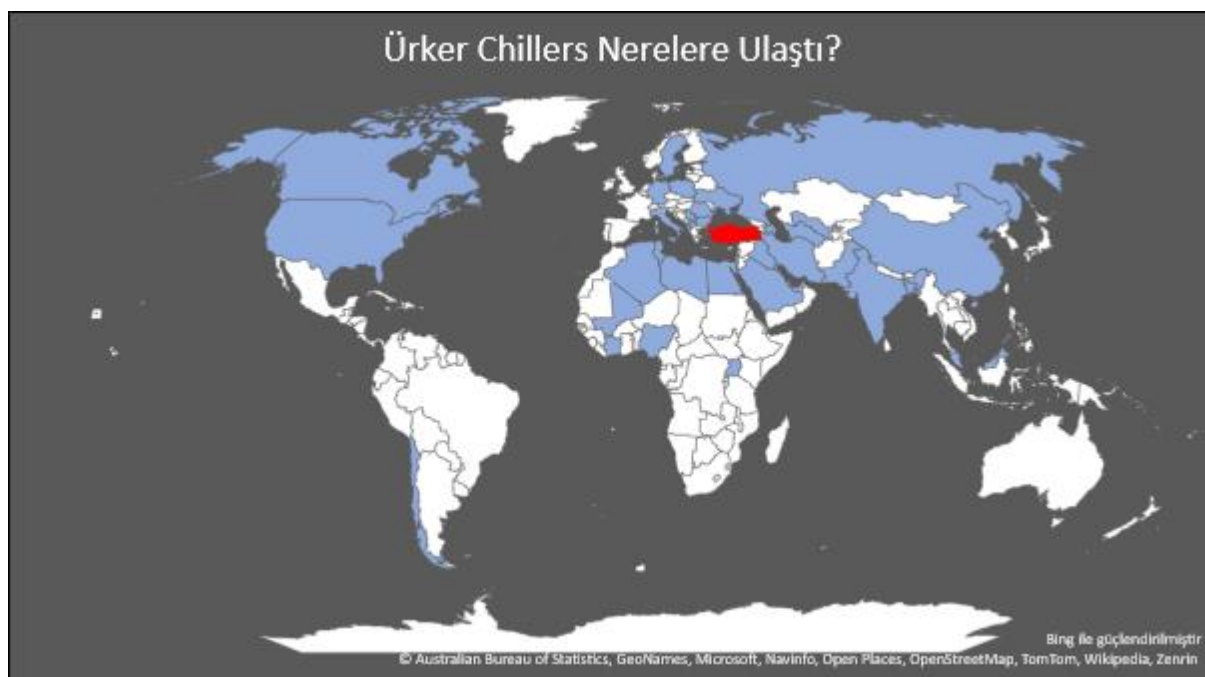 Ürker Chillers Nerelere Ulaştı?
Bing ile güçlendirilmiştir
© Australian Bureau of Statistics, GeoNames, Microsoft, Navinfo, Open Places, OpenStreetMap, TomTom, Wikipedia, Zenrin